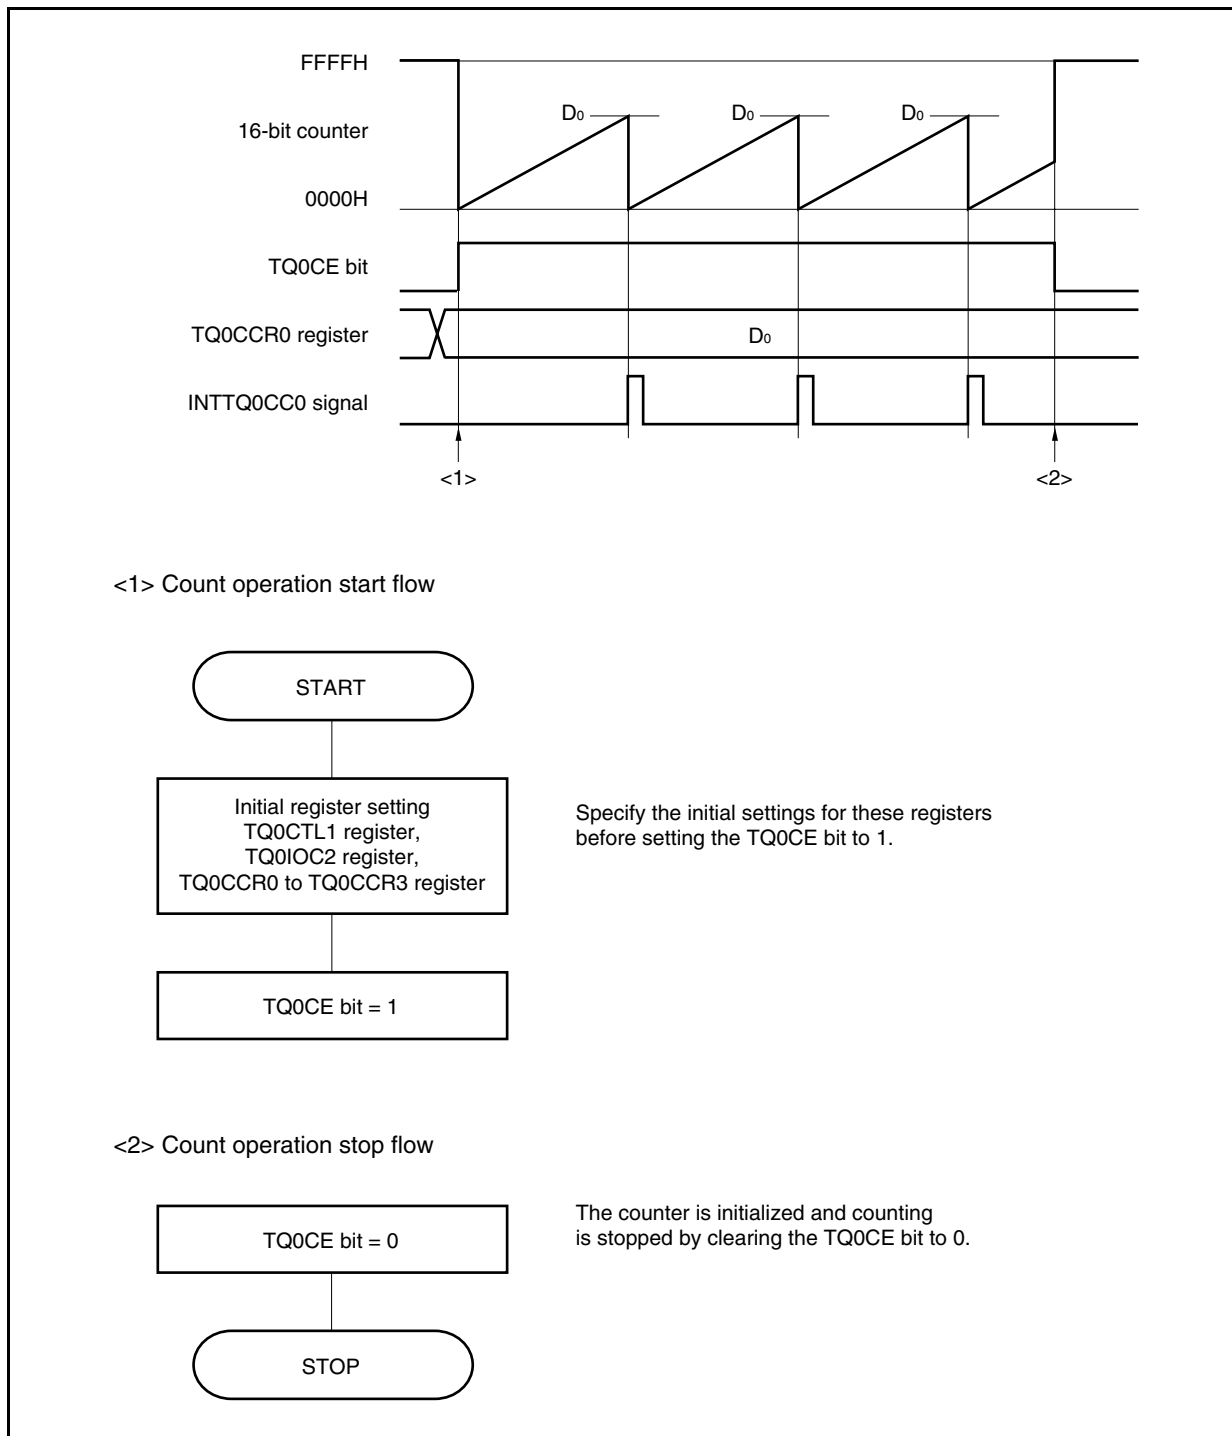 FFFFH
D0 D0 D0
16-bit counter
0000H
TQ0CE bit
TQ0CCR0 register D0
INTTQ0CC0 signal
<1> <2>
<1> Count operation start flow
START
Initial register setting
TQ0CTL1 register,
TQ0IOC2 register,
TQ0CCR0 to TQ0CCR3 register
Specify the initial settings for these registers
before setting the TQ0CE bit to 1.
TQ0CE bit = 1
<2> Count operation stop flow
TQ0CE bit = 0
The counter is initialized and counting
is stopped by clearing the TQ0CE bit to 0.
STOP